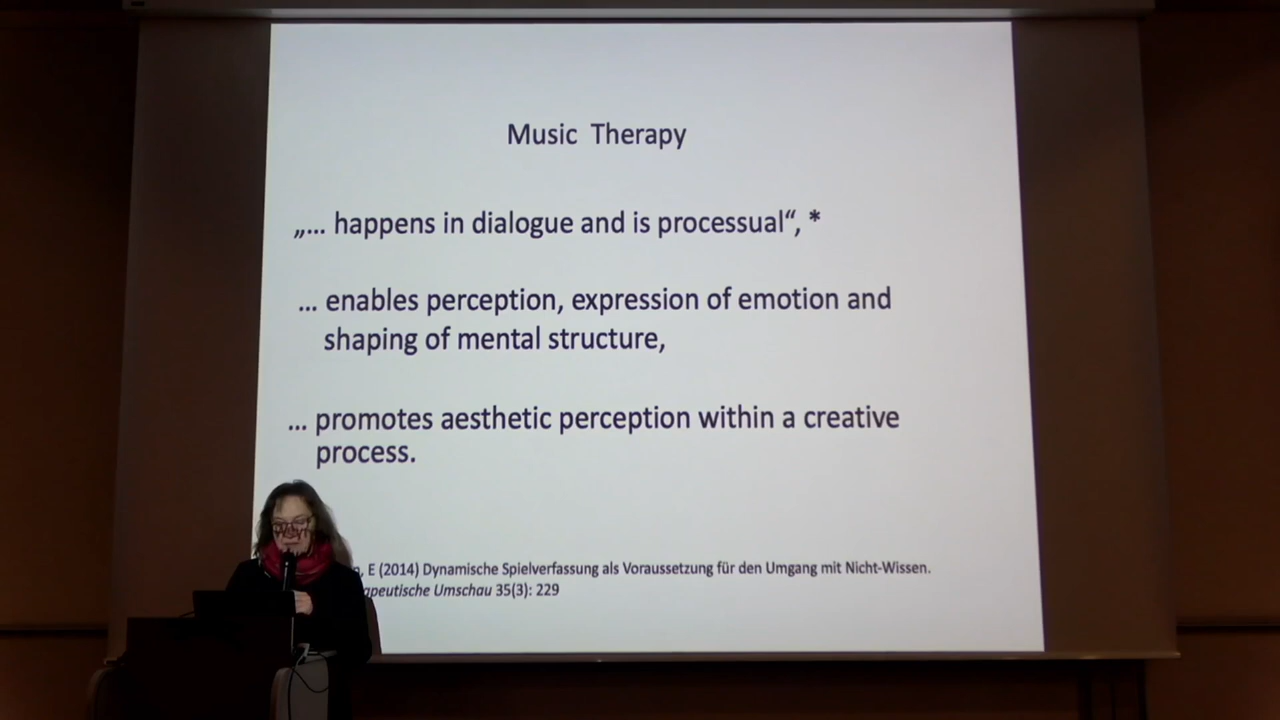 Music Therapy
„... happens in dialogue and is processual“, *
... enables perception, expression of emotion and
shaping of mental structure,
... promotes aesthetic perception within a creative
process.
E (2014) Dynamische Spielverfassung als Voraussetzung für den Umgang mit Nicht-Wissen.
Umschau 35(3): 229